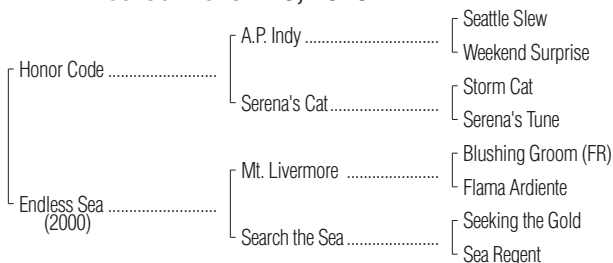 Seattle Slew
A.P. Indy ..............................
Weekend Surprise
Honor Code ........................
Storm Cat
Serena's Cat........................
Serena's Tune
Blushing Groom (FR)
Mt. Livermore ....................
Flama Ardiente
Endless Sea ........................
(2000)
Seeking the Gold
Search the Sea ...................
Sea Regent